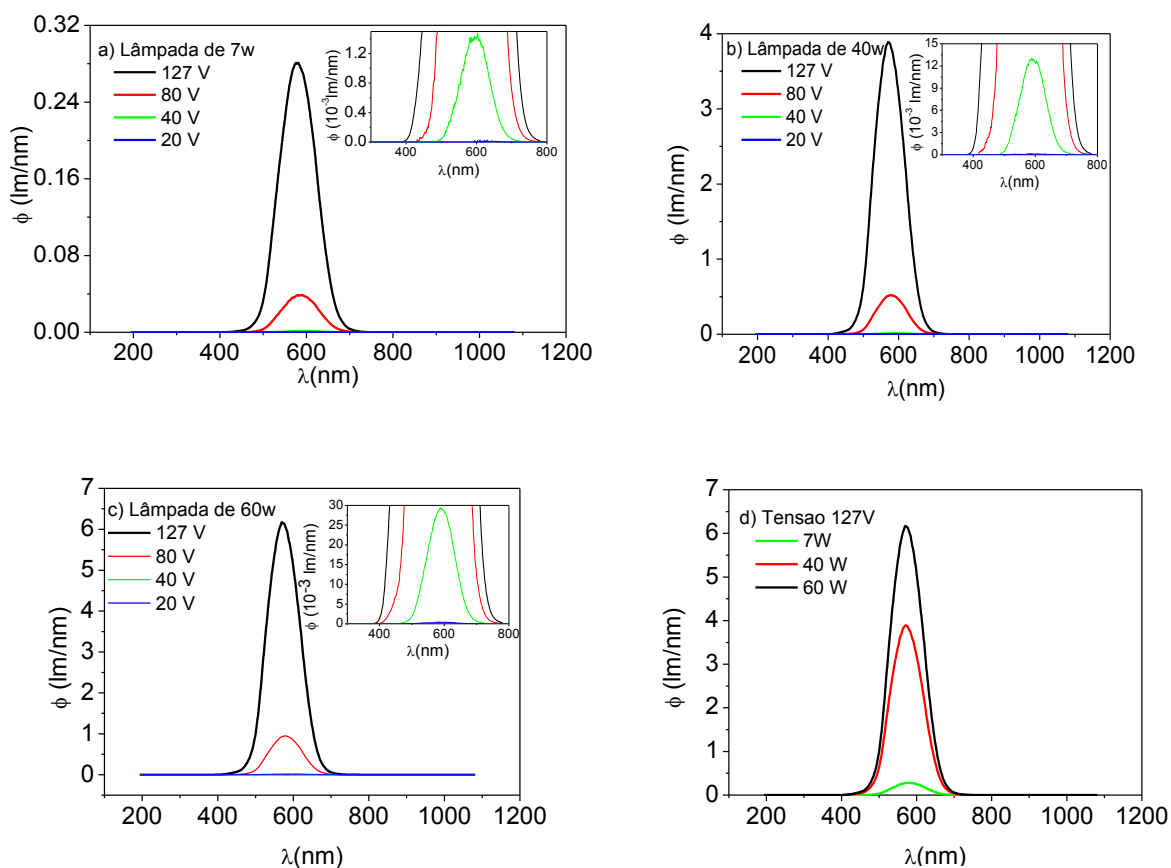 a) Lâmpada de 7w
127 V
80 V
40 V
20 V
ϕ (lm/nm)
0.32
0.24
0.16
0.08
0.00
200 400 600 800 1000 1200
λ(nm)
ϕ (10⁻³ lm/nm)
1.2
0.9
0.6
0.3
0.0
400 600 800
λ(nm)
b) Lâmpada de 40w
127 V
80 V
40 V
20 V
ϕ (lm/nm)
4
3
2
1
0
200 400 600 800 1000 1200
λ(nm)
ϕ (10⁻³ lm/nm)
15
12
9
6
3
0
400 600 800
λ(nm)
c) Lâmpada de 60w
127 V
80 V
40 V
20 V
ϕ (lm/nm)
7
6
5
4
3
2
1
0
200 400 600 800 1000 1200
λ(nm)
ϕ (10⁻³ lm/nm)
30
25
20
15
10
5
0
400 600 800
λ(nm)
d) Tensao 127V
7W
40 W
60 W
ϕ (lm/nm)
7
6
5
4
3
2
1
0
200 400 600 800 1000 1200
λ(nm)